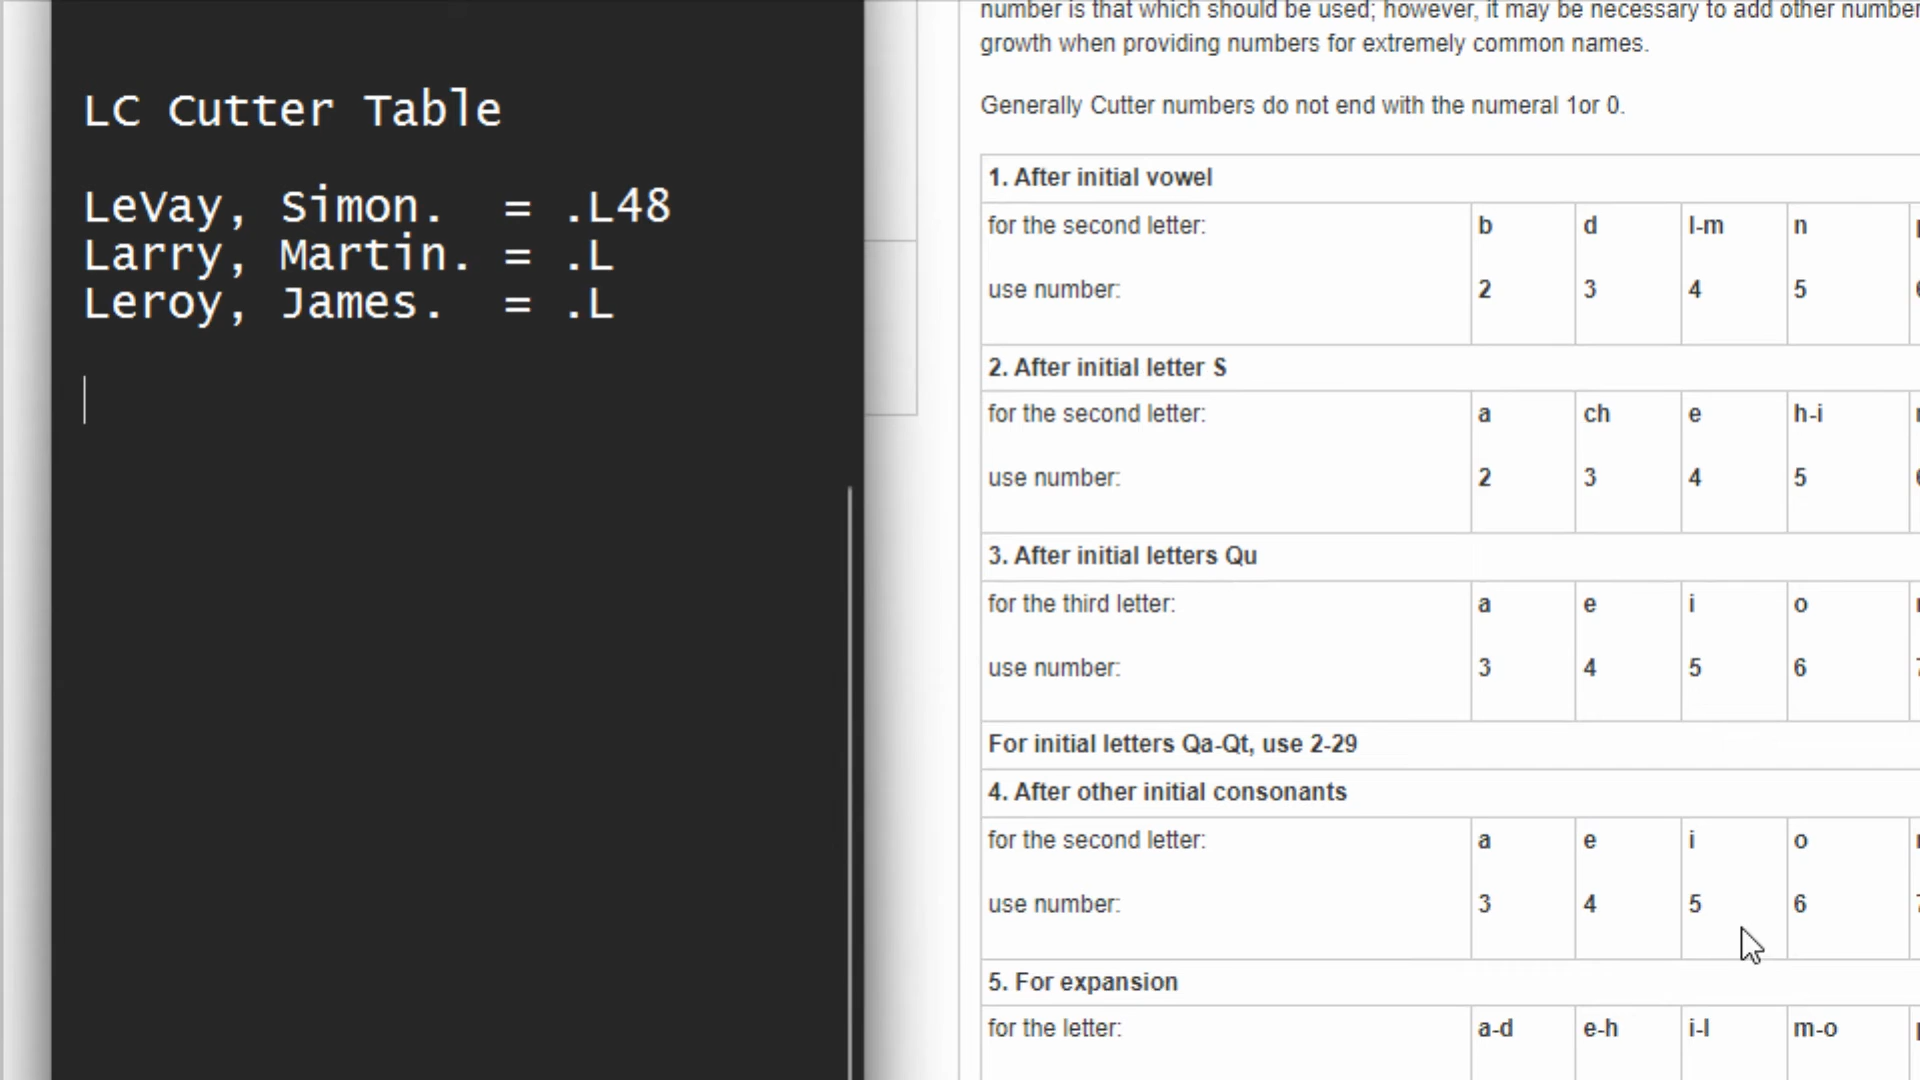 LC Cutter Table
LeVay, Simon. = .L48
Larry, Martin. = .L
Leroy, James. = .L
number is that which should be used; however, it may be necessary to add other number
growth when providing numbers for extremely common names.
Generally Cutter numbers do not end with the numeral 1or 0.
1. After initial vowel
for the second letter: b d l-m n
use number: 2 3 4 5
2. After initial letter S
for the second letter: a ch e h-i
use number: 2 3 4 5
3. After initial letters Qu
for the third letter: a e i o
use number: 3 4 5 6
For initial letters Qa-Qt, use 2-29
4. After other initial consonants
for the second letter: a e i o
use number: 3 4 5 6
5. For expansion
for the letter: a-d e-h i-l m-o